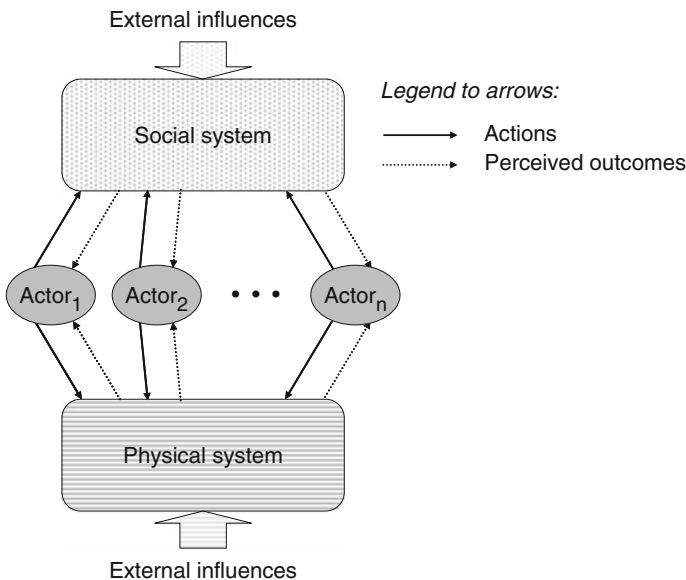 External influences
Social system
Legend to arrows:
Actions
Perceived outcomes
Actor1
Actor2
• • •
Actorn
Physical system
External influences